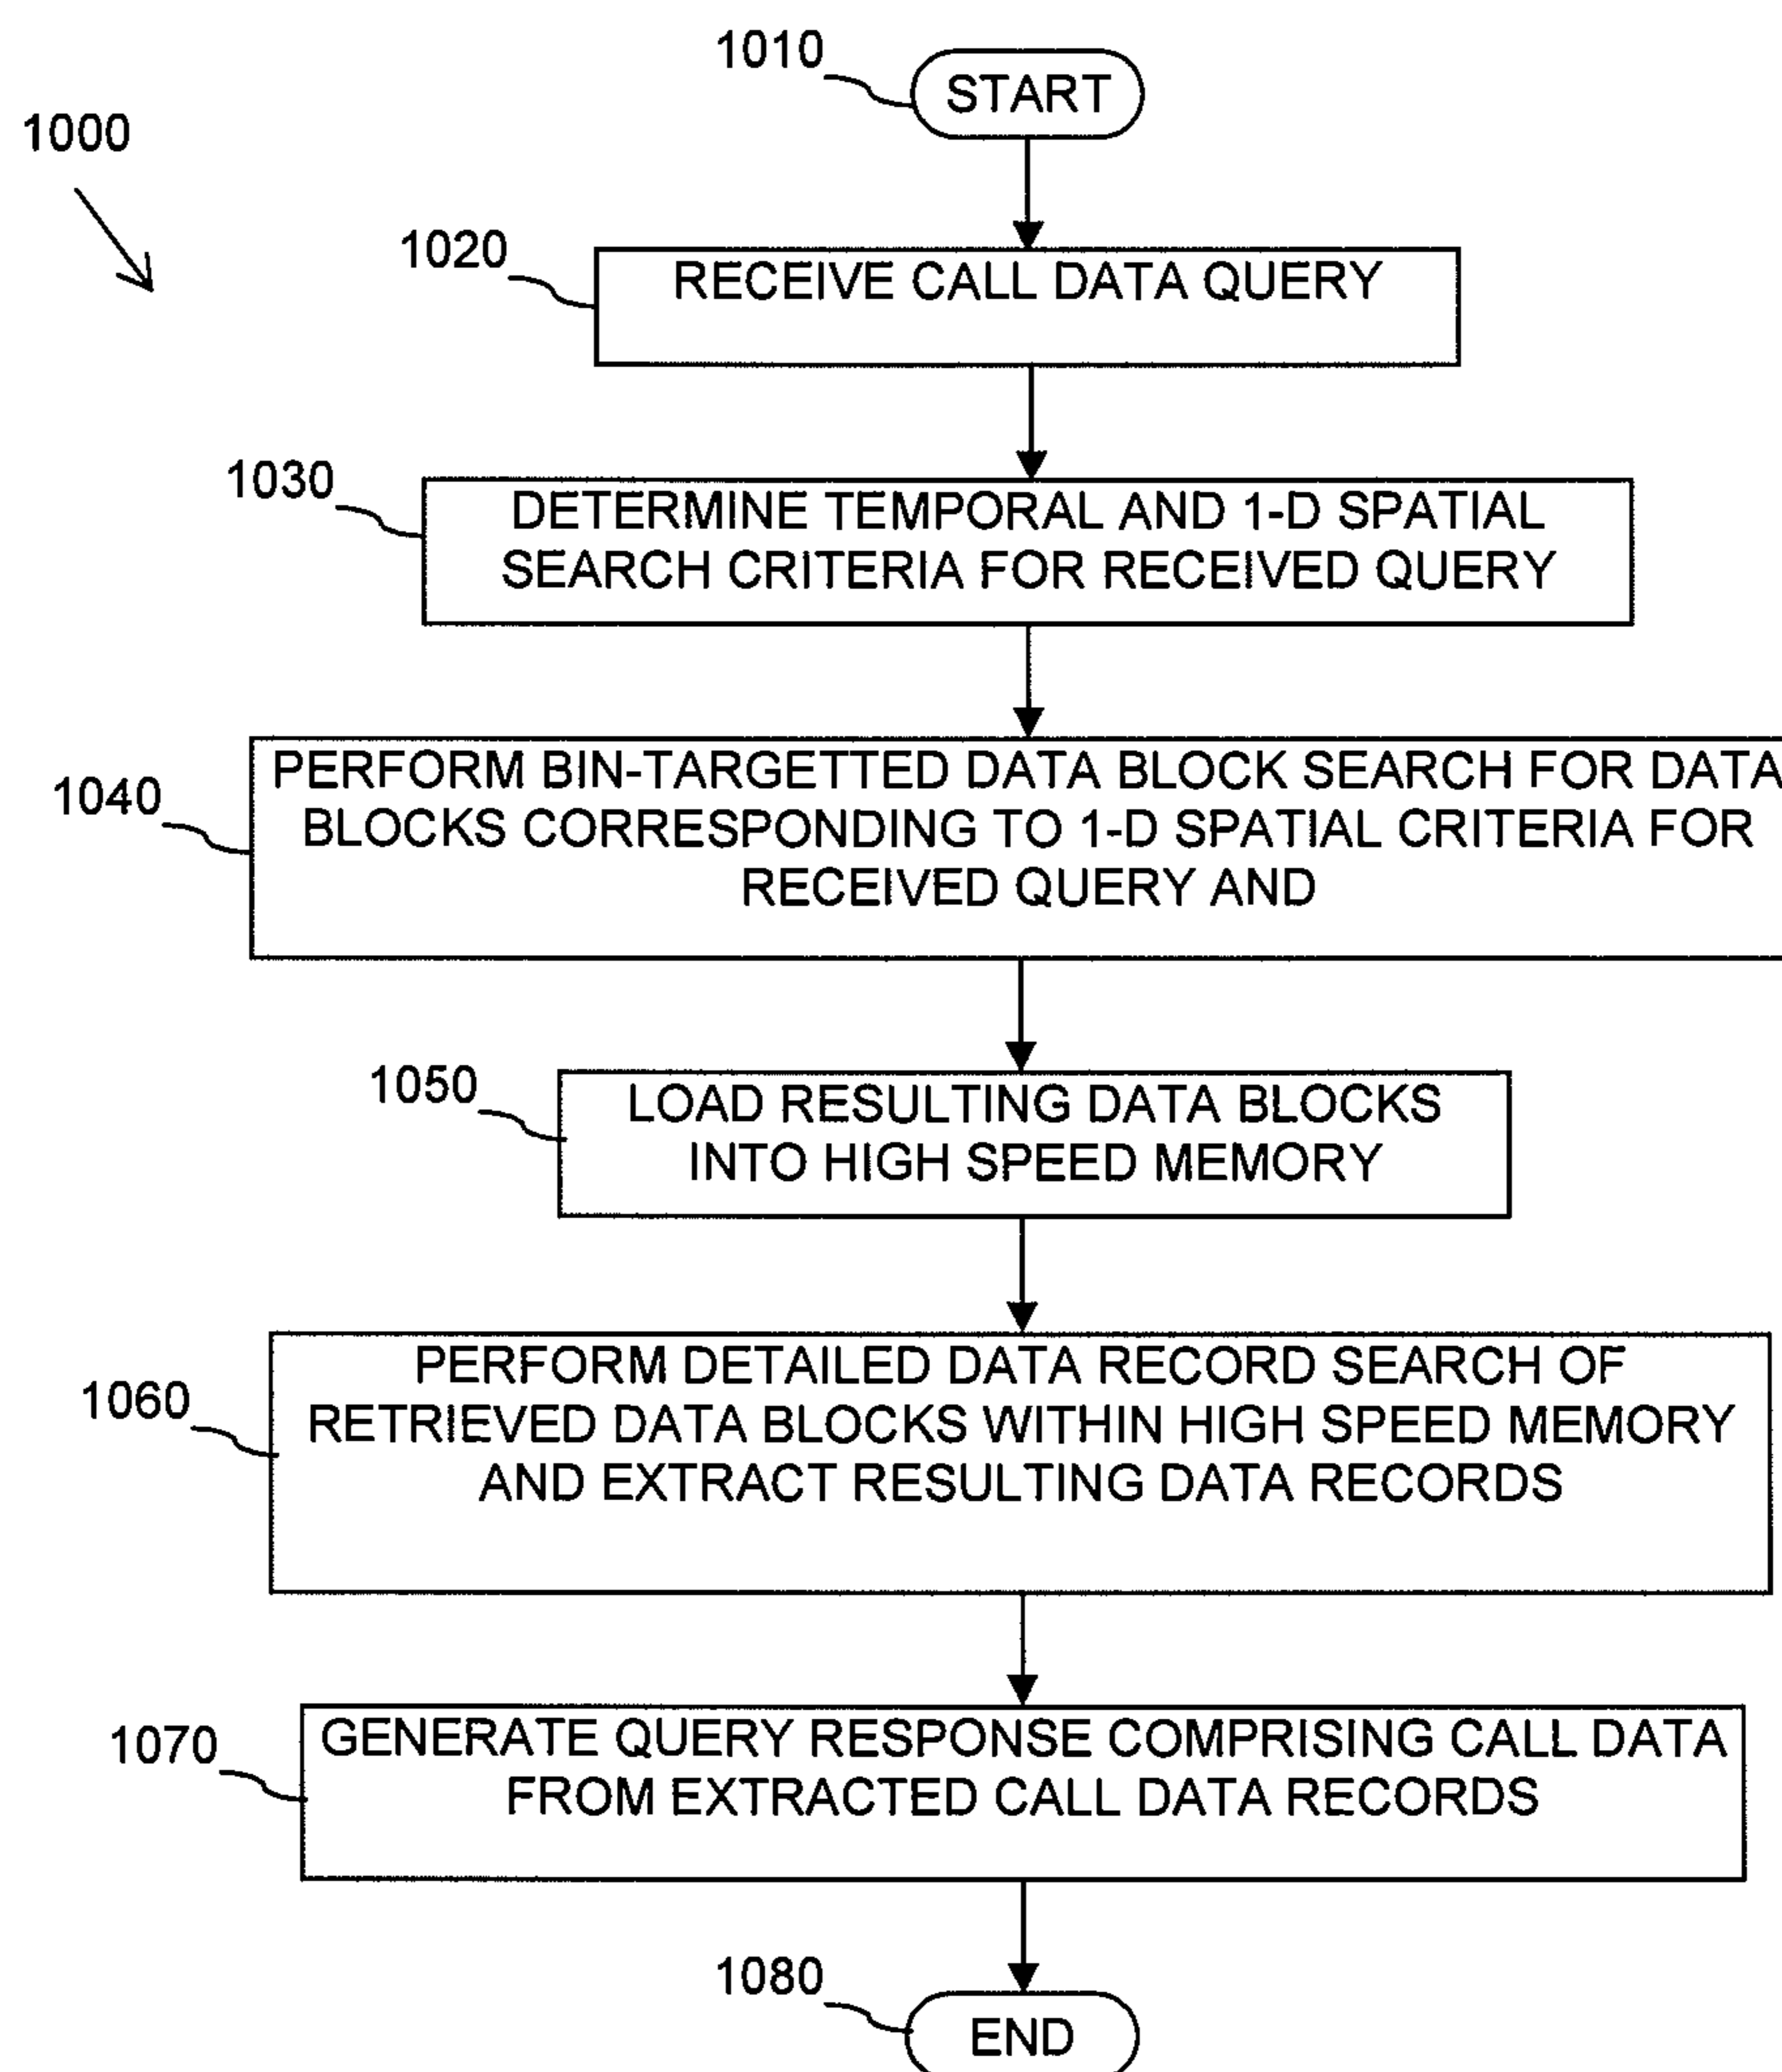 1010
START
1000
1020
RECEIVE CALL DATA QUERY
1030
DETERMINE TEMPORAL AND 1-D SPATIAL
SEARCH CRITERIA FOR RECEIVED QUERY
1040
PERFORM BIN-TARGETTED DATA BLOCK SEARCH FOR DATA
BLOCKS CORRESPONDING TO 1-D SPATIAL CRITERIA FOR
RECEIVED QUERY AND
1050
LOAD RESULTING DATA BLOCKS
INTO HIGH SPEED MEMORY
1060
PERFORM DETAILED DATA RECORD SEARCH OF
RETRIEVED DATA BLOCKS WITHIN HIGH SPEED MEMORY
AND EXTRACT RESULTING DATA RECORDS
1070
GENERATE QUERY RESPONSE COMPRISING CALL DATA
FROM EXTRACTED CALL DATA RECORDS
1080
END